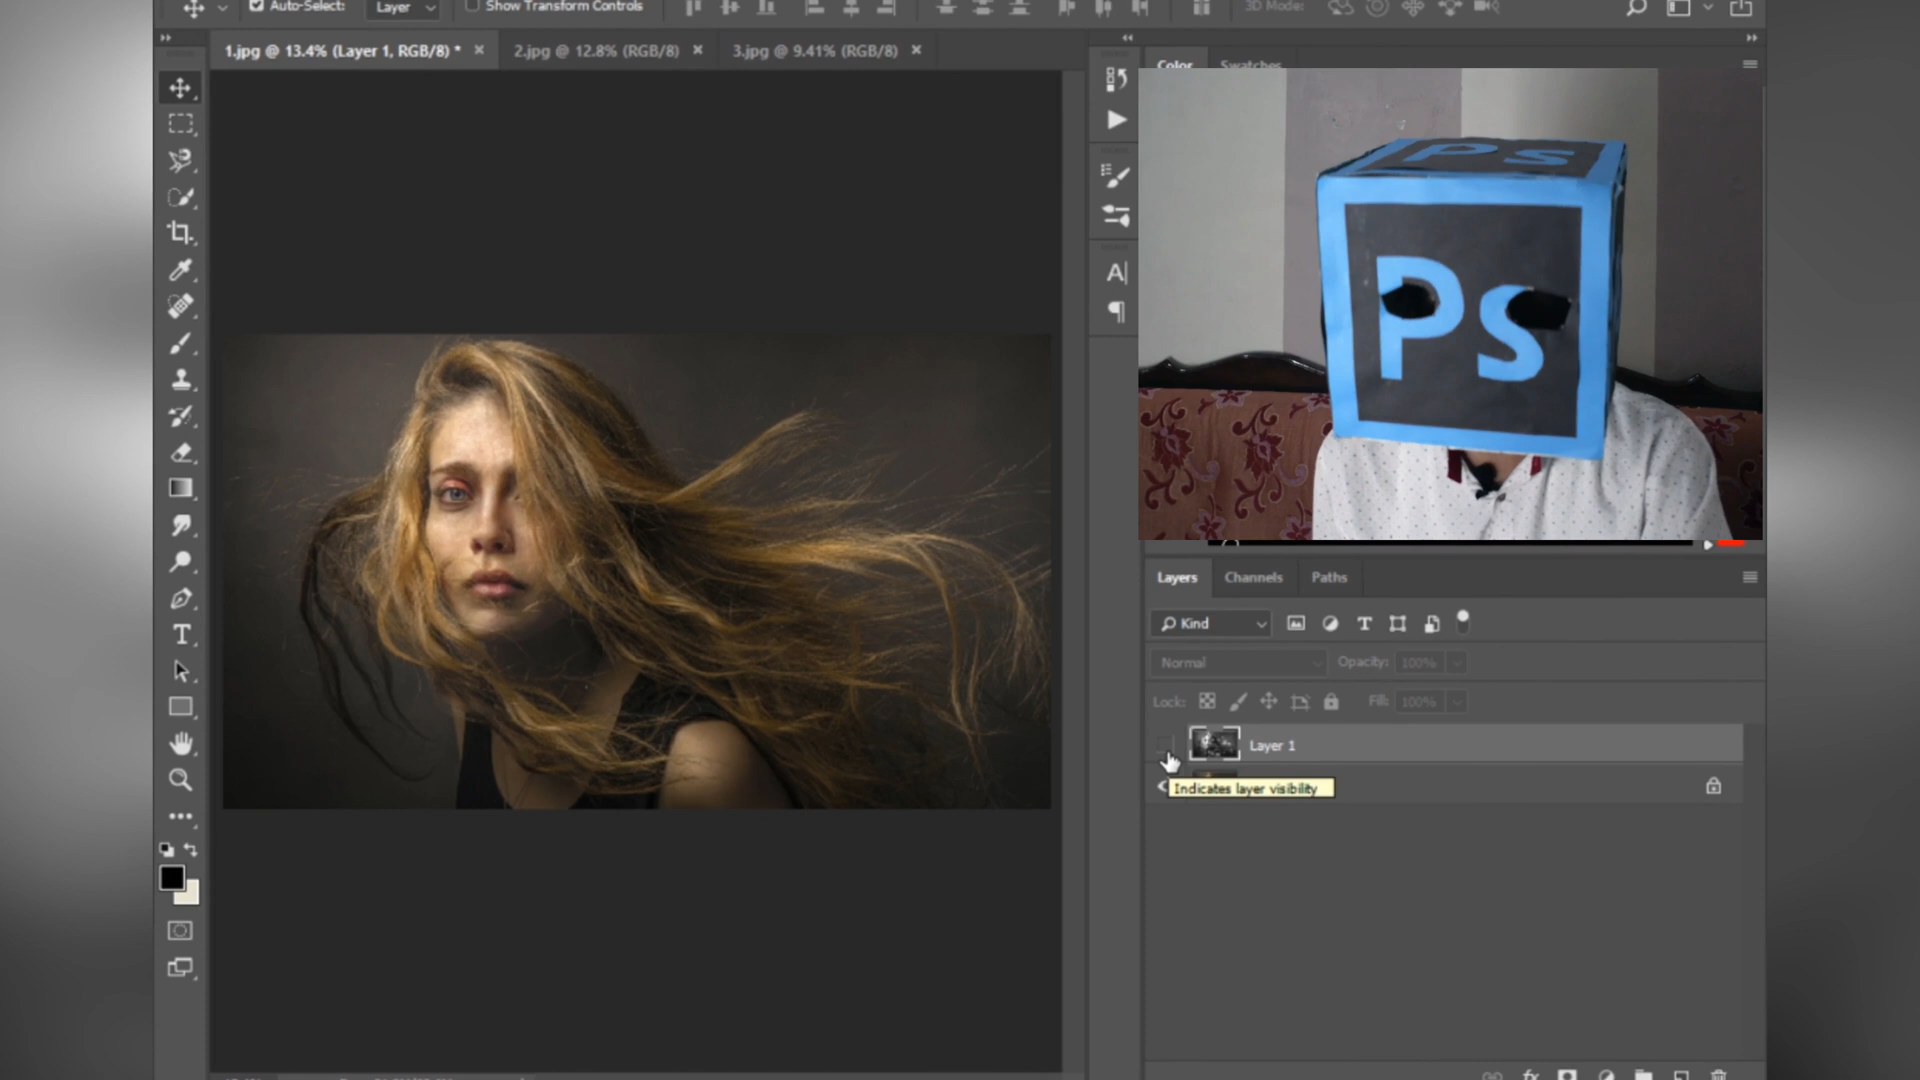 Auto-Select:
Layer
Show Transform Controls
3D Mode:
1.jpg @ 13.4% (Layer 1, RGB/8) *
2.jpg @ 12.8% (RGB/8)
3.jpg @ 9.41% (RGB/8)
Color
Swatches
Ps
Ps
Layers
Channels
Paths
Kind
Normal
Opacity: 100%
Lock:
Fill: 100%
Layer 1
Indicates layer visibility